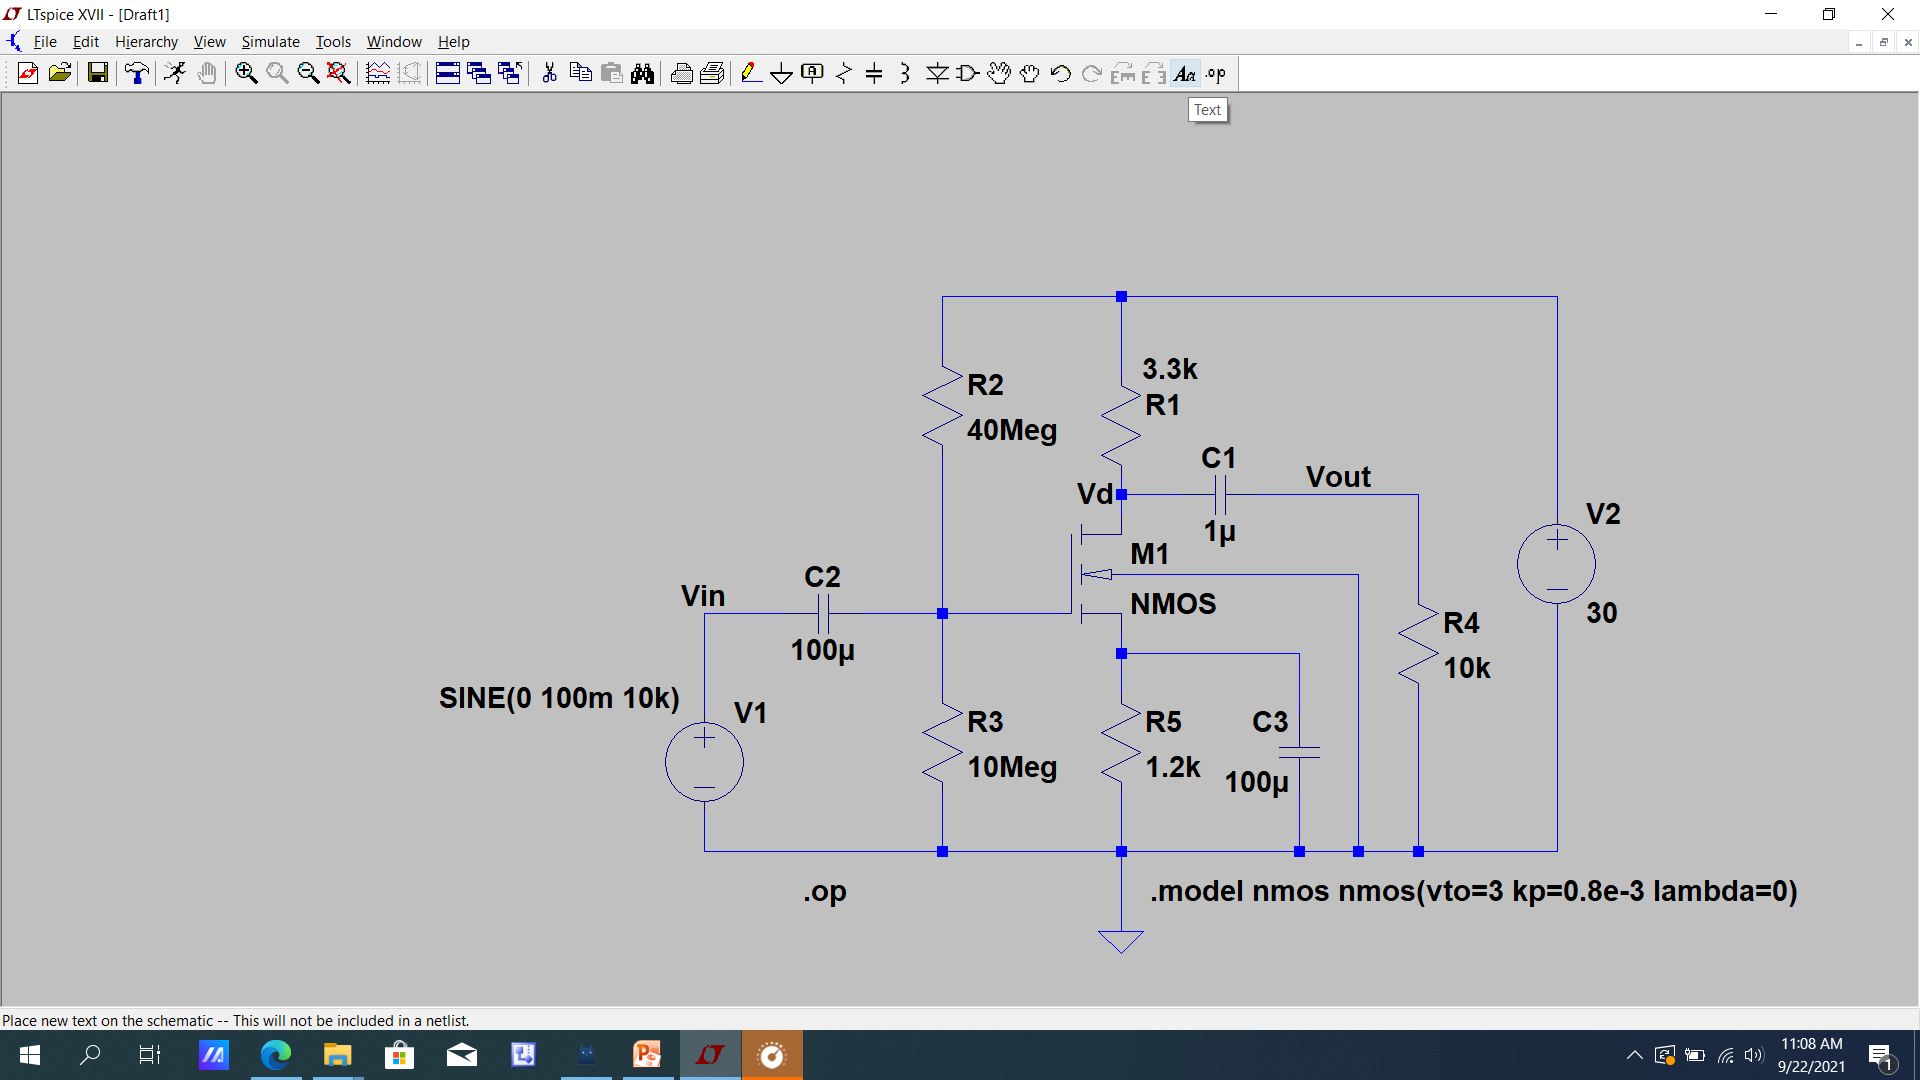 LTspice XVII - [Draft1]
File Edit Hierarchy View Simulate Tools Window Help
Aa .op
Text
3.3k
R2
R1
40Meg
C1
Vout
Vd
1µ
V2
M1
C2
Vin
NMOS
30
R4
100µ
10k
SINE(0 100m 10k)
V1
R3
R5
C3
10Meg
1.2k
100µ
.op
.model nmos nmos(vto=3 kp=0.8e-3 lambda=0)
Place new text on the schematic -- This will not be included in a netlist.
11:08 AM
9/22/2021
1